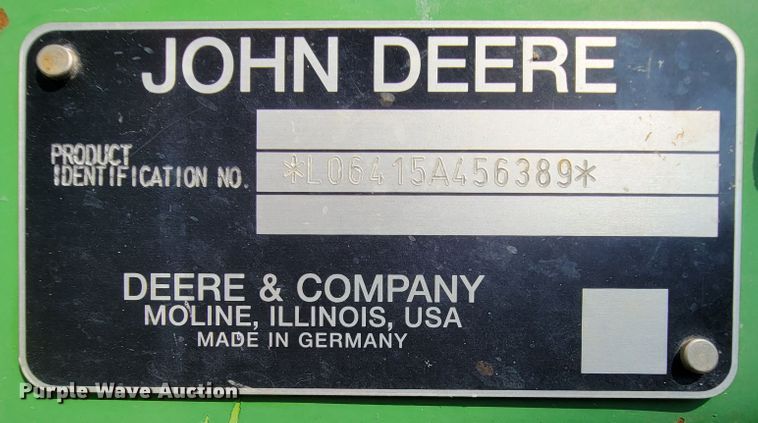 JOHN DEERE
PRODUCT
IDENTIFICATION NO.
*L06415A456389*
DEERE & COMPANY
MOLINE, ILLINOIS, USA
MADE IN GERMANY
Purple Wave Auction